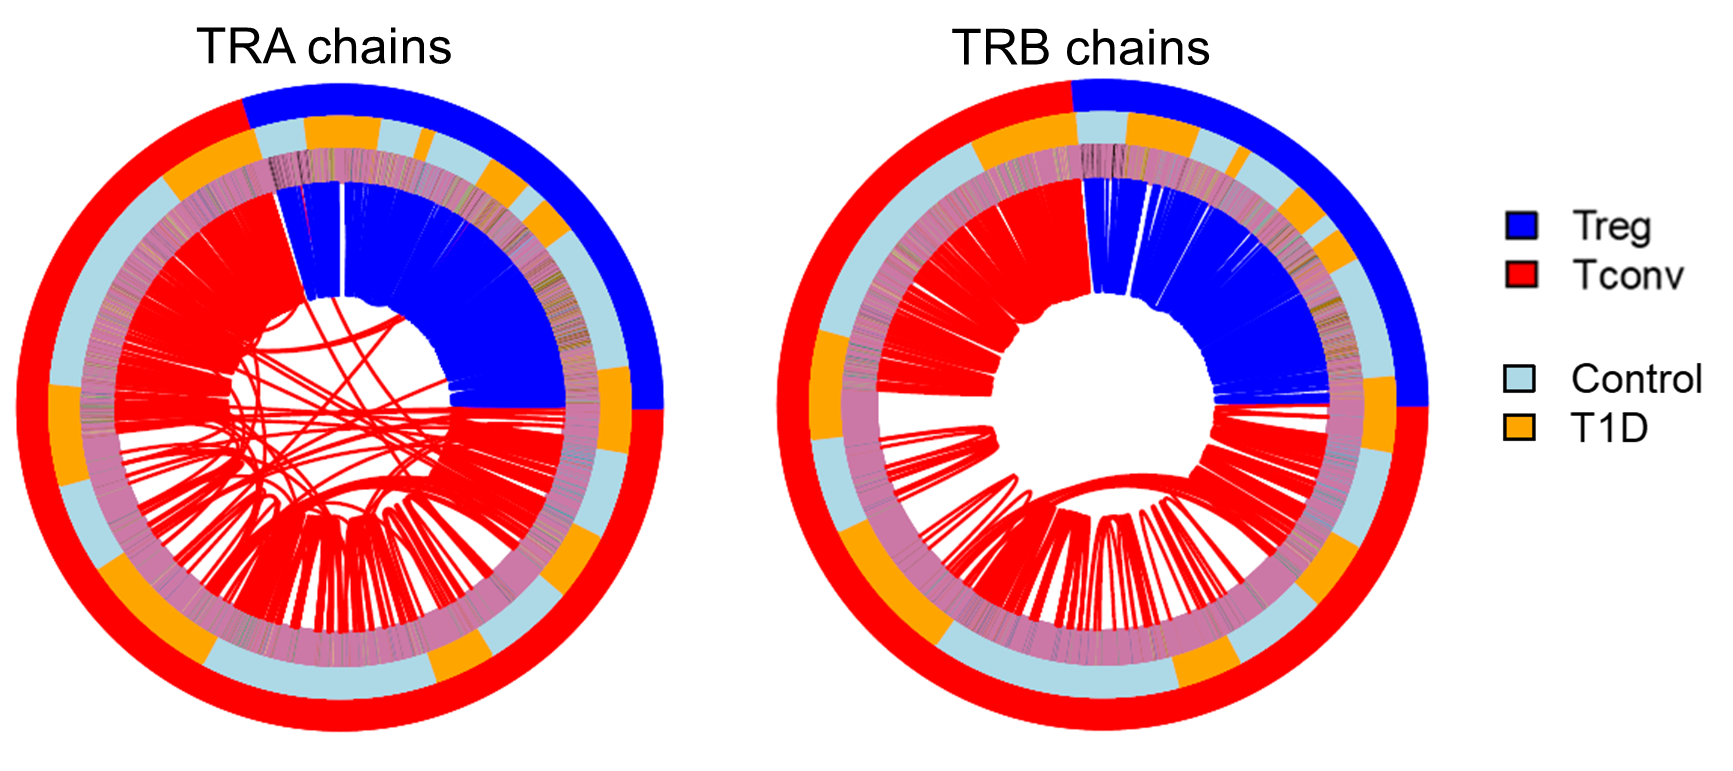 TRA chains
TRB chains
Treg
Tconv
Control
T1D